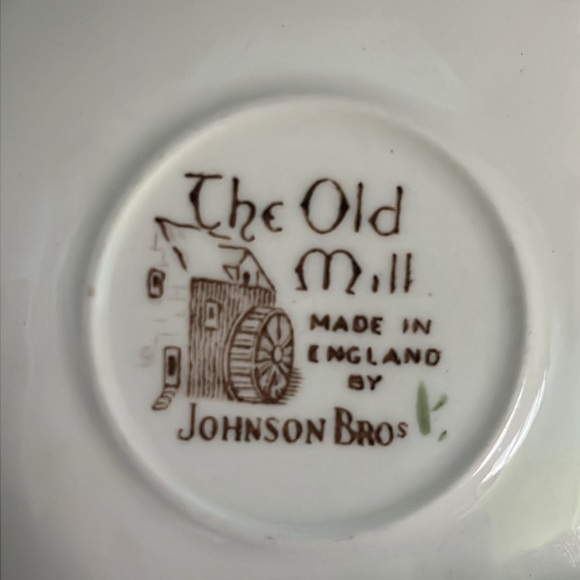 The Old
Mill
MADE IN
ENGLAND
BY
JOHNSON BROS